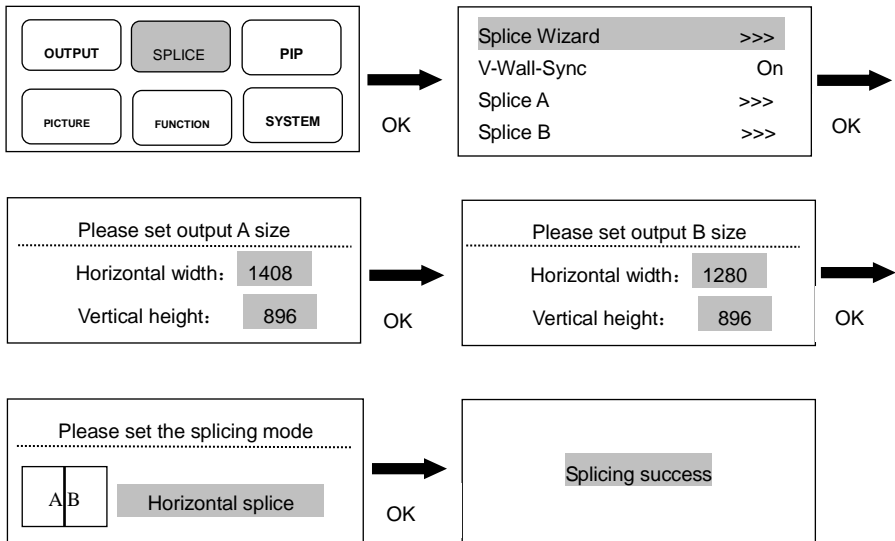 OUTPUT SPLICE PIP
PICTURE FUNCTION SYSTEM
OK
Splice Wizard >>>
V-Wall-Sync On
Splice A >>>
Splice B >>>
OK
Please set output A size
Horizontal width： 1408
Vertical height： 896
OK
Please set output B size
Horizontal width： 1280
Vertical height： 896
OK
Please set the splicing mode
A B Horizontal splice
OK
Splicing success